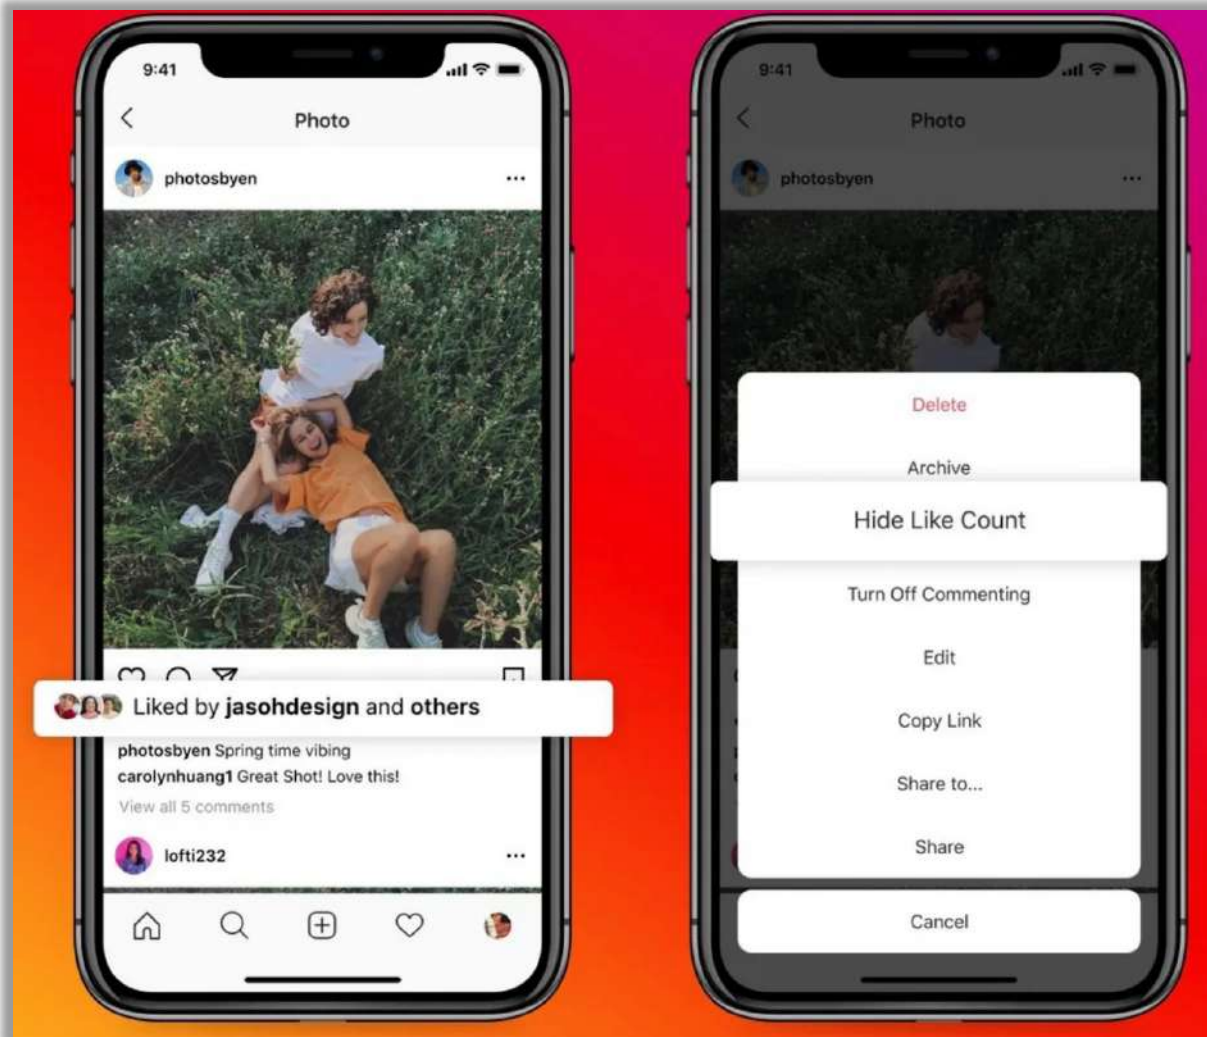 9:41
Photo
photosbyen
Liked by jasohdesign and others
photosbyen Spring time vibing
carolynhuang1 Great Shot! Love this!
View all 5 comments
lofti232
9:41
Photo
photosbyen
Delete
Archive
Hide Like Count
Turn Off Commenting
Edit
Copy Link
Share to...
Share
Cancel